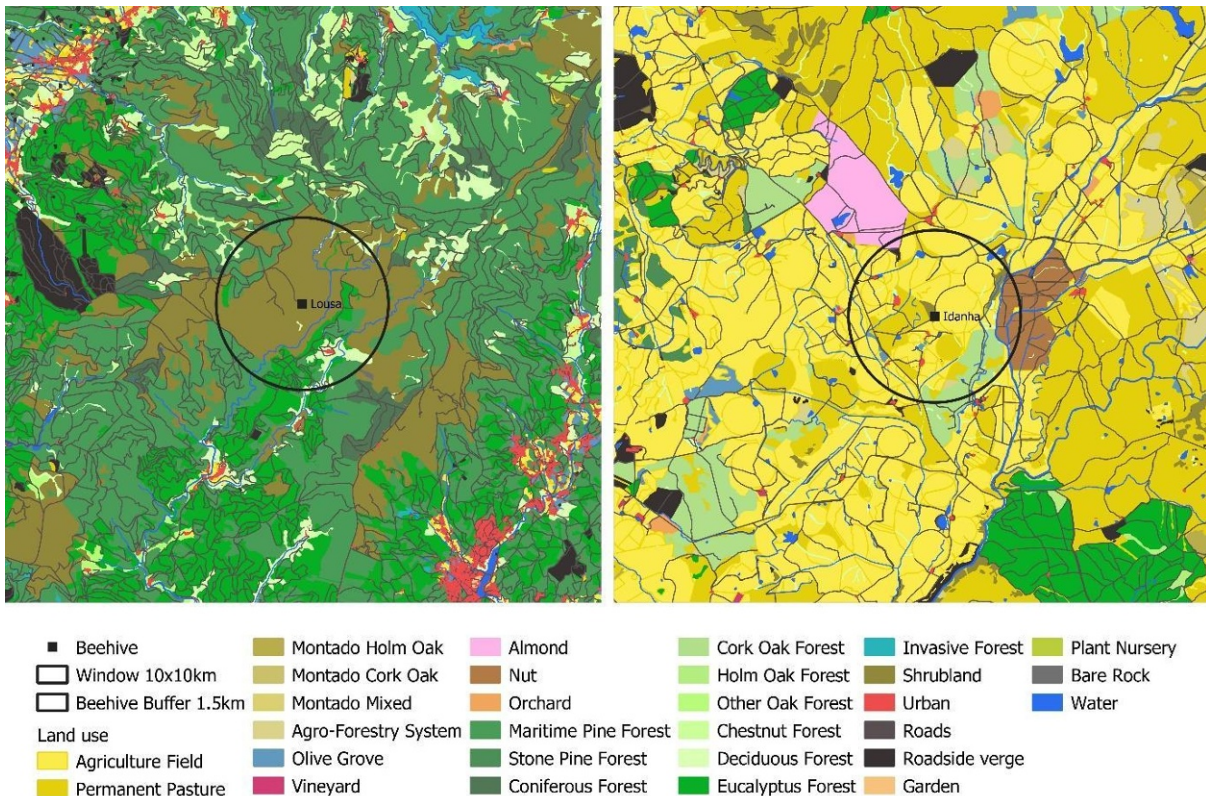 Lousa
Idanha
Beehive
Window 10x10km
Beehive Buffer 1.5km
Land use
Agriculture Field
Permanent Pasture
Montado Holm Oak
Montado Cork Oak
Montado Mixed
Agro-Forestry System
Olive Grove
Vineyard
Almond
Nut
Orchard
Maritime Pine Forest
Stone Pine Forest
Coniferous Forest
Cork Oak Forest
Holm Oak Forest
Other Oak Forest
Chestnut Forest
Deciduous Forest
Eucalyptus Forest
Invasive Forest
Shrubland
Urban
Roads
Roadside verge
Garden
Plant Nursery
Bare Rock
Water